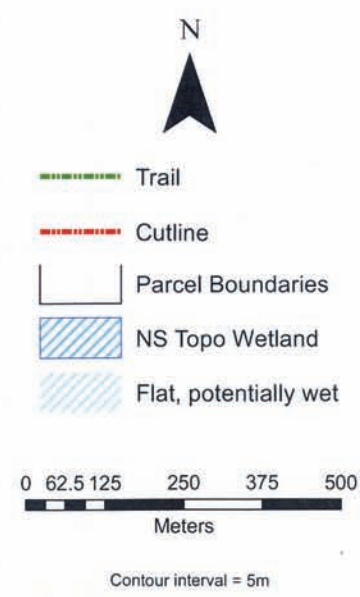 N
Trail
Cutline
Parcel Boundaries
NS Topo Wetland
Flat, potentially wet
0 62.5 125 250 375 500
Meters
Contour interval = 5m